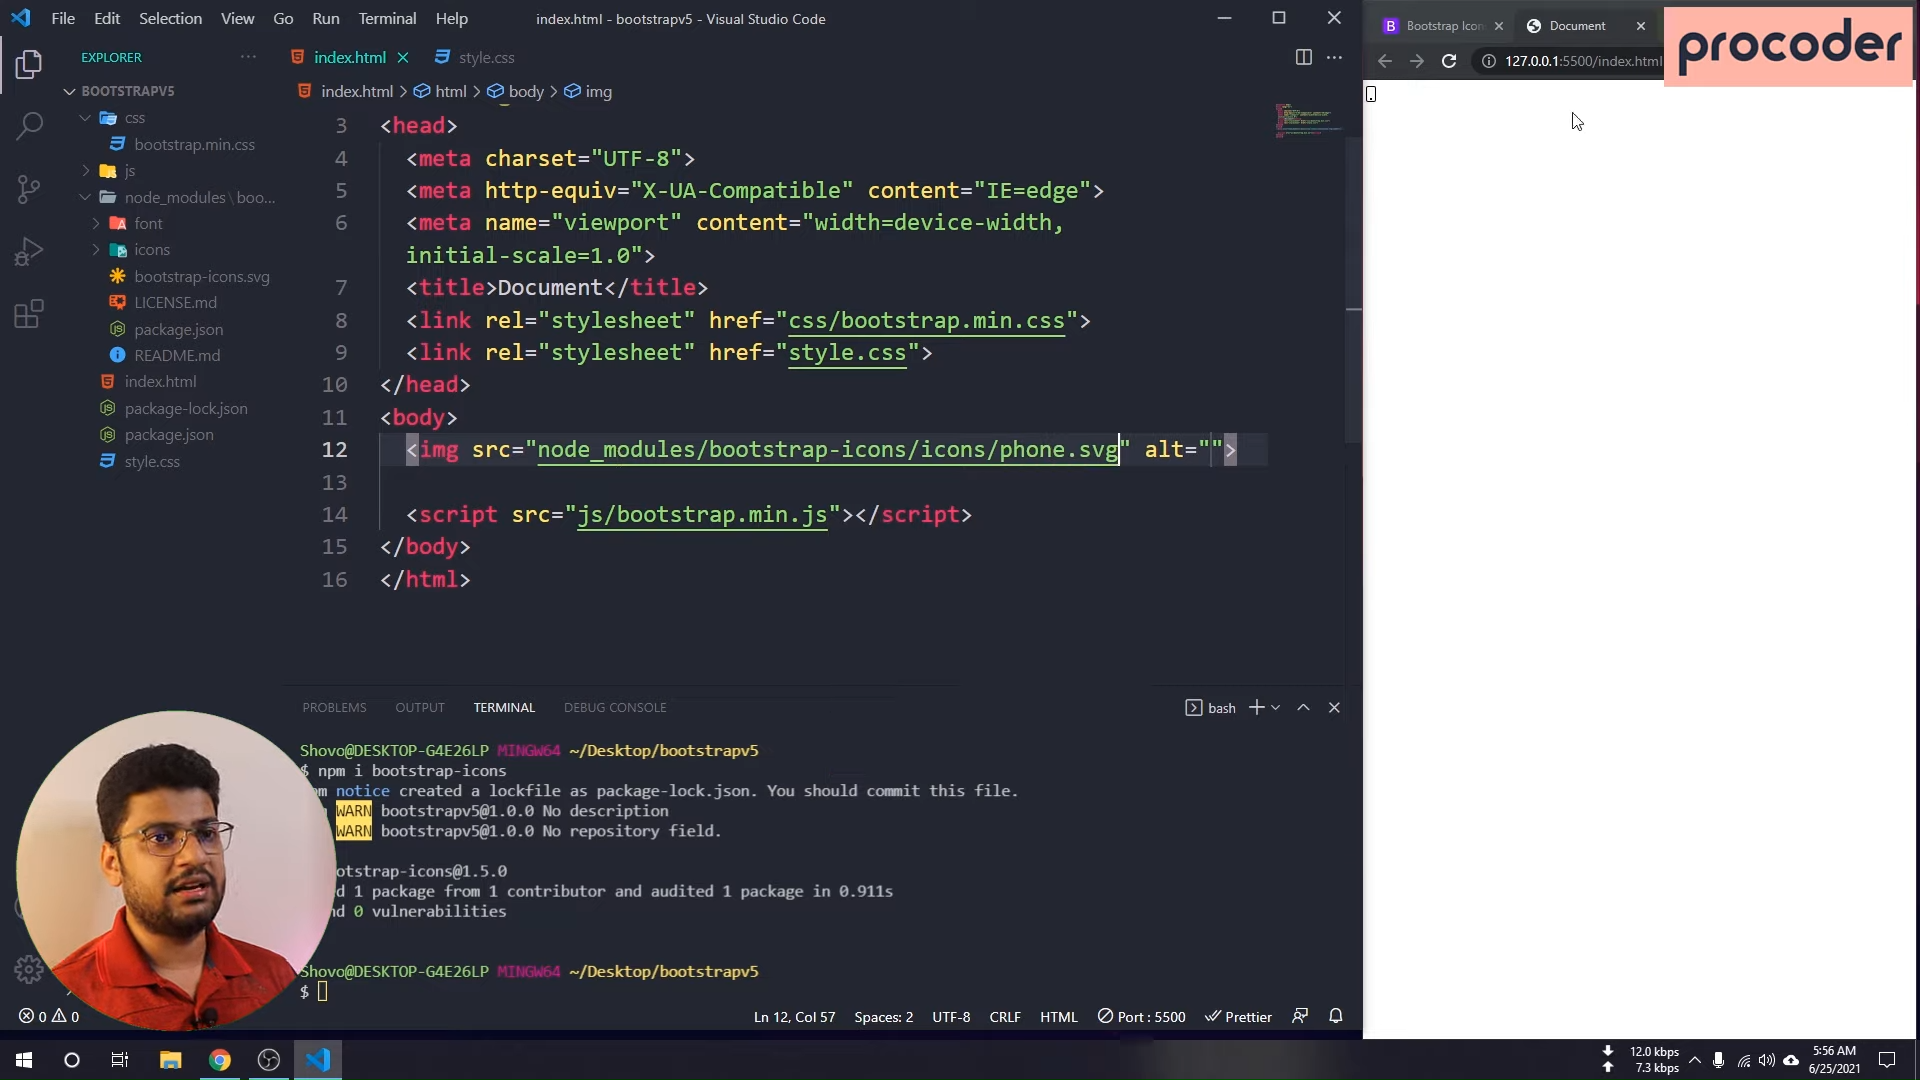 File Edit Selection View Go Run Terminal Help
index.html - bootstrapv5 - Visual Studio Code
Bootstrap Icon
Document
127.0.0.1:5500/index.html
procoder
EXPLORER
BOOTSTRAPV5
css
bootstrap.min.css
js
node_modules \ boo...
font
icons
bootstrap-icons.svg
LICENSE.md
package.json
README.md
index.html
package-lock.json
package.json
style.css
index.html
style.css
index.html > html > body > img
3 <head>
4 <meta charset="UTF-8">
5 <meta http-equiv="X-UA-Compatible" content="IE=edge">
6 <meta name="viewport" content="width=device-width,
initial-scale=1.0">
7 <title>Document</title>
8 <link rel="stylesheet" href="css/bootstrap.min.css">
9 <link rel="stylesheet" href="style.css">
10 </head>
11 <body>
12 <img src="node_modules/bootstrap-icons/icons/phone.svg" alt="">
13
14 <script src="js/bootstrap.min.js"></script>
15 </body>
16 </html>
PROBLEMS OUTPUT TERMINAL DEBUG CONSOLE
bash
Shovo@DESKTOP-G4E26LP MINGW64 ~/Desktop/bootstrapv5
$ npm i bootstrap-icons
notice created a lockfile as package-lock.json. You should commit this file.
WARN bootstrapv5@1.0.0 No description
WARN bootstrapv5@1.0.0 No repository field.
otstrap-icons@1.5.0
d 1 package from 1 contributor and audited 1 package in 0.911s
nd 0 vulnerabilities
Shovo@DESKTOP-G4E26LP MINGW64 ~/Desktop/bootstrapv5
$
0 0
Ln 12, Col 57 Spaces: 2 UTF-8 CRLF HTML Port : 5500 Prettier
12.0 kbps
7.3 kbps
5:56 AM
6/25/2021